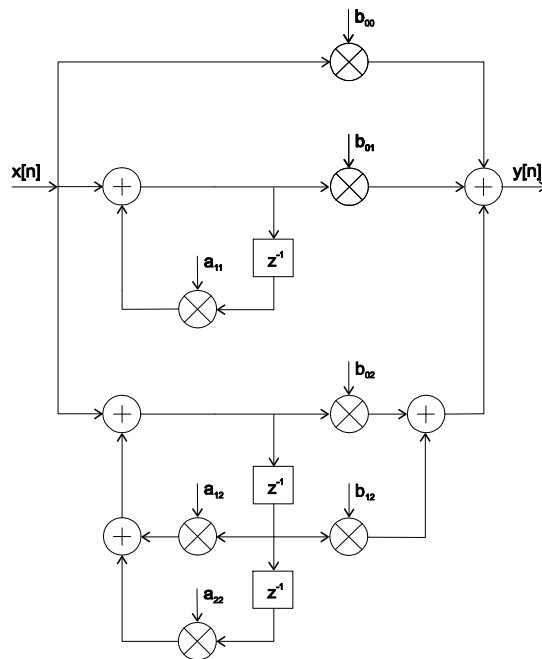 b₀₀
x[n]
b₀₁
y[n]
a₁₁
z⁻¹
b₀₂
z⁻¹
a₁₂
b₁₂
z⁻¹
a₂₂